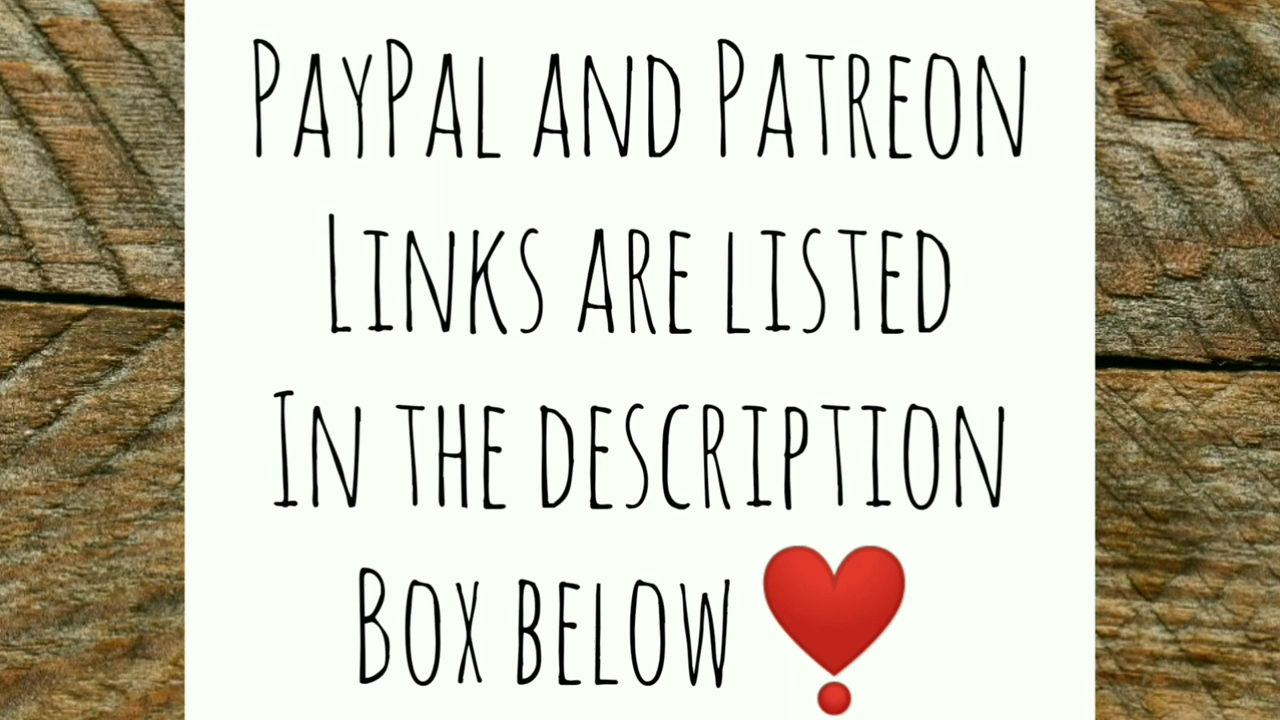 PayPal and Patreon
Links are listed
In the description
Box below ❣